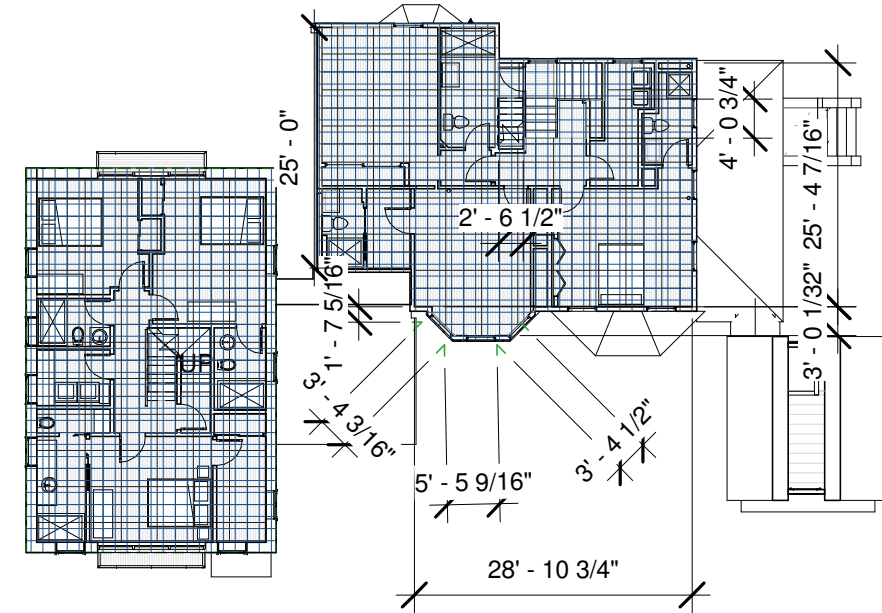 4' - 0 3/4"
25' - 0"
25' - 4 7/16"
2' - 6 1/2"
1' - 7 5/16"
3' - 0 1/32"
UP
3' - 4 3/16"
3' - 4 1/2"
5' - 5 9/16"
28' - 10 3/4"